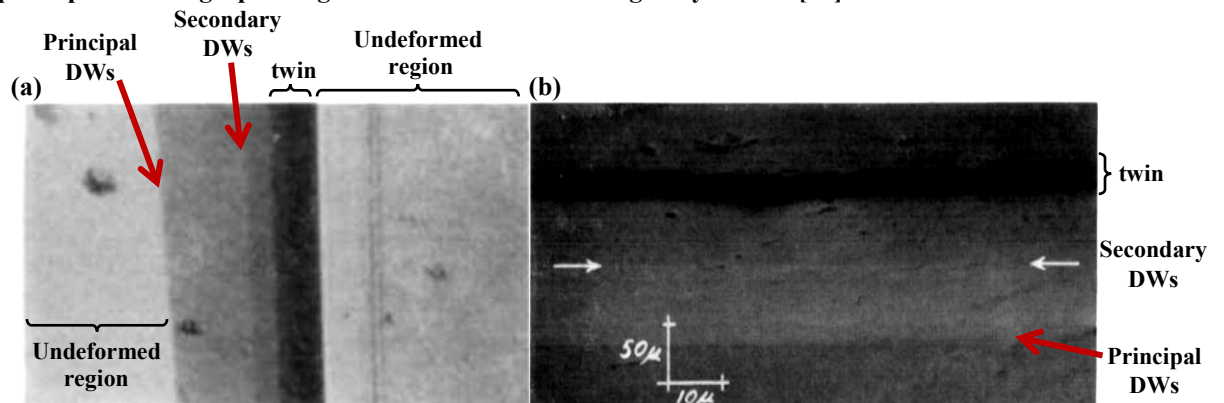 Secondary
DWs
Principal
DWs
twin
Undeformed
region
(a)
(b)
Undeformed
region
twin
Secondary
DWs
Principal
DWs
50μ
10μ